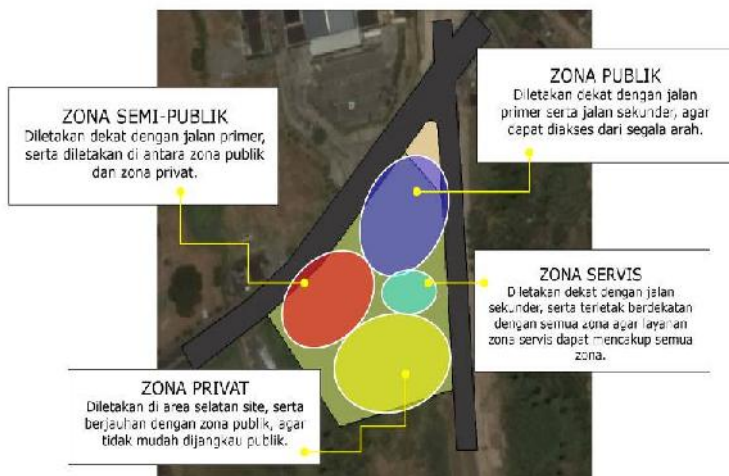 ZONA SEMI-PUBLIK
Diletakan dekat dengan jalan primer,
serta diletakan di antara zona publik
dan zona privat.
ZONA PUBLIK
Diletakan dekat dengan jalan
primer serta jalan sekunder, agar
dapat diakses dari segala arah.
ZONA SERVIS
Diletakan dekat dengan jalan
sekunder, serta terletak berdekatan
dengan semua zona agar layanan
zona servis dapat mencakup semua
zona.
ZONA PRIVAT
Diletakan di area selatan site, serta
berjauhan dengan zona publik, agar
tidak mudah dijangkau publik.